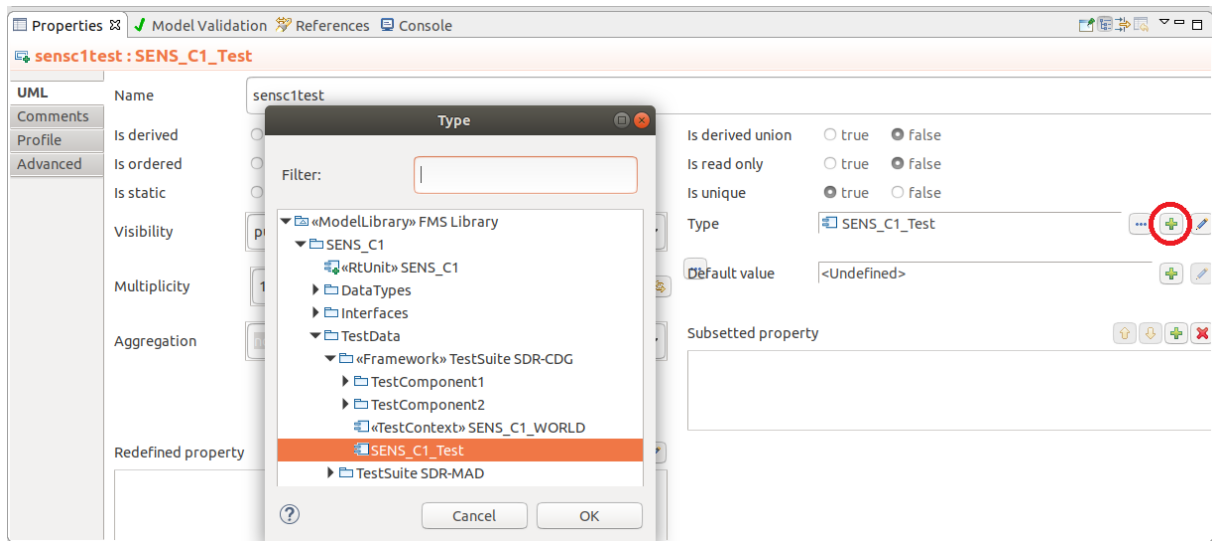 Properties Model Validation References Console
sensc1test : SENS_C1_Test
UML
Comments
Profile
Advanced
Name
sensc1test
Is derived
Is ordered
Is static
Visibility
Multiplicity
1
Aggregation
Redefined property
Type
Filter:
«ModelLibrary» FMS Library
SENS_C1
«RtUnit» SENS_C1
DataTypes
Interfaces
TestData
«Framework» TestSuite SDR-CDG
TestComponent1
TestComponent2
«TestContext» SENS_C1_WORLD
SENS_C1_Test
TestSuite SDR-MAD
Cancel OK
Is derived union true false
Is read only true false
Is unique true false
Type SENS_C1_Test
Default value <Undefined>
Subsetted property